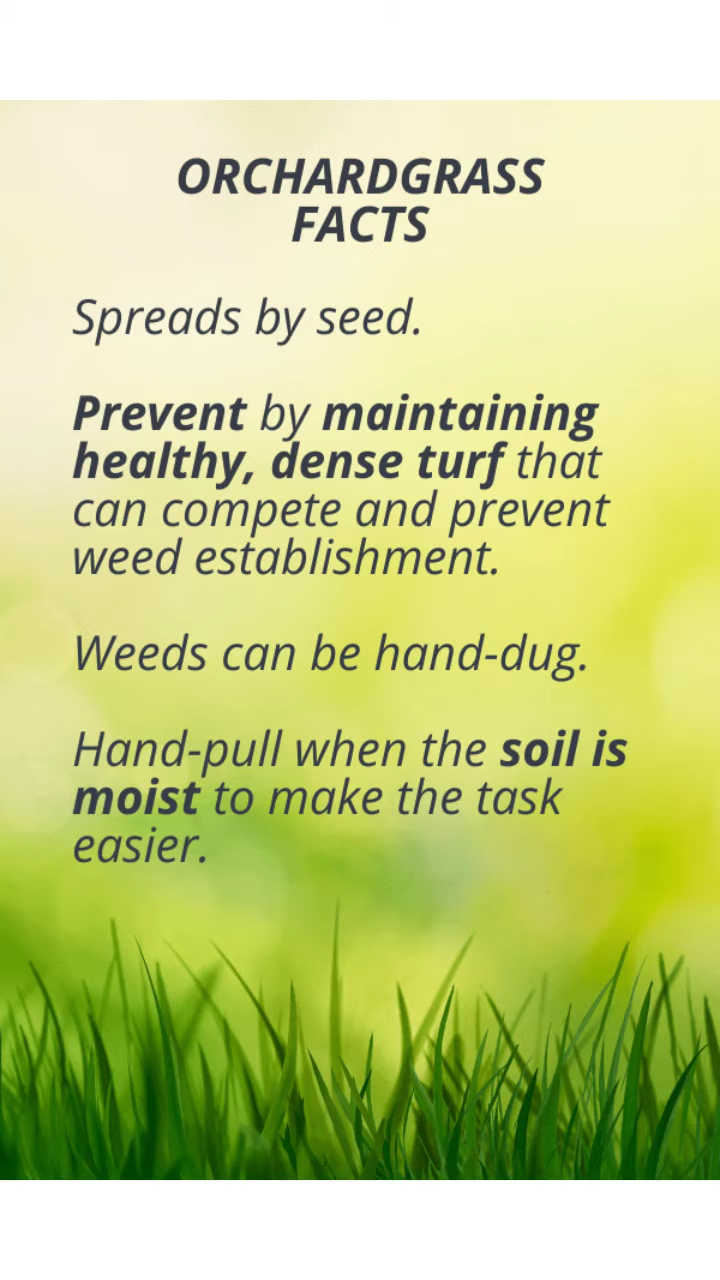 ORCHARDGRASS
FACTS
Spreads by seed.
Prevent by maintaining
healthy, dense turf that
can compete and prevent
weed establishment.
Weeds can be hand-dug.
Hand-pull when the soil is
moist to make the task
easier.